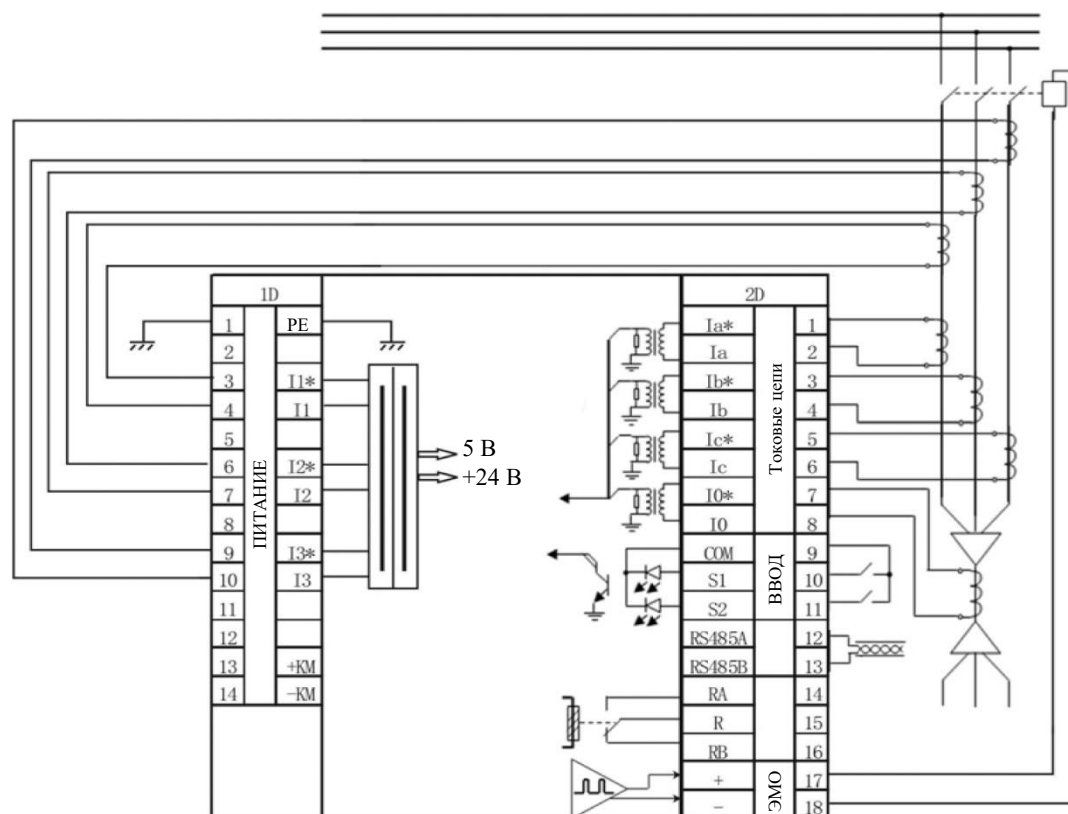 1D
1 PE
2
3 I1*
4 I1
5
6 I2*
7 I2
8
9 I3*
10 I3
11
12
13 +KM
14 -KM
ПИТАНИЕ
5 В
+24 В
2D
Ia* 1
Ia 2
Ib* 3
Ib 4
Ic* 5
Ic 6
I0* 7
I0 8
Токовые цепи
COM 9
S1 10
S2 11
ВВОД
RS485A 12
RS485B 13
RA 14
R 15
RB 16
+ 17
- 18
ЭМО